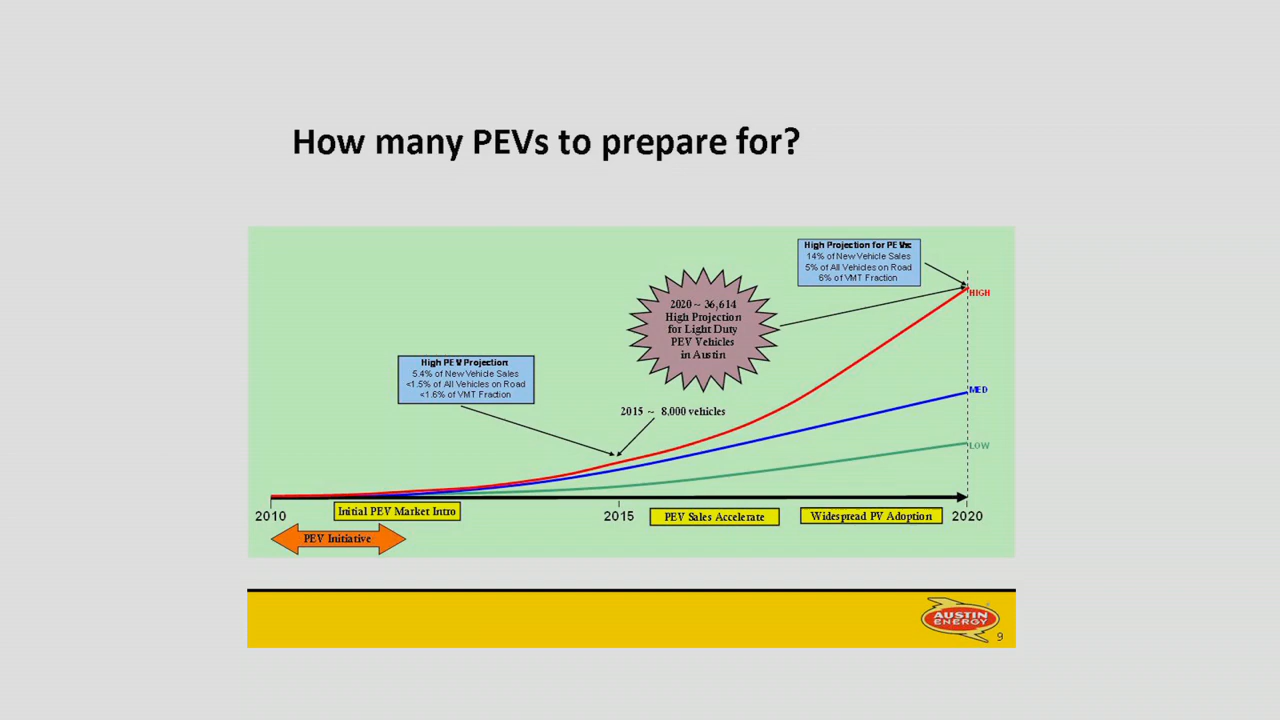 How many PEVs to prepare for?
High Projection for PEVs:
14% of New Vehicle Sales
5% of All Vehicles on Road
6% of VMT Fraction
HIGH
2020 ~ 36,614
High Projection
for Light Duty
PEV Vehicles
in Austin
High PEV Projection
5.4% of New Vehicle Sales
<1.5% of All Vehicles on Road
<1.6% of VMT Fraction
MED
2015 ~ 8,000 vehicles
LOW
2010
Initial PEV Market Intro
2015
PEV Sales Accelerate
Widespread PV Adoption
2020
PEV Initiative
AUSTIN
ENERGY
9